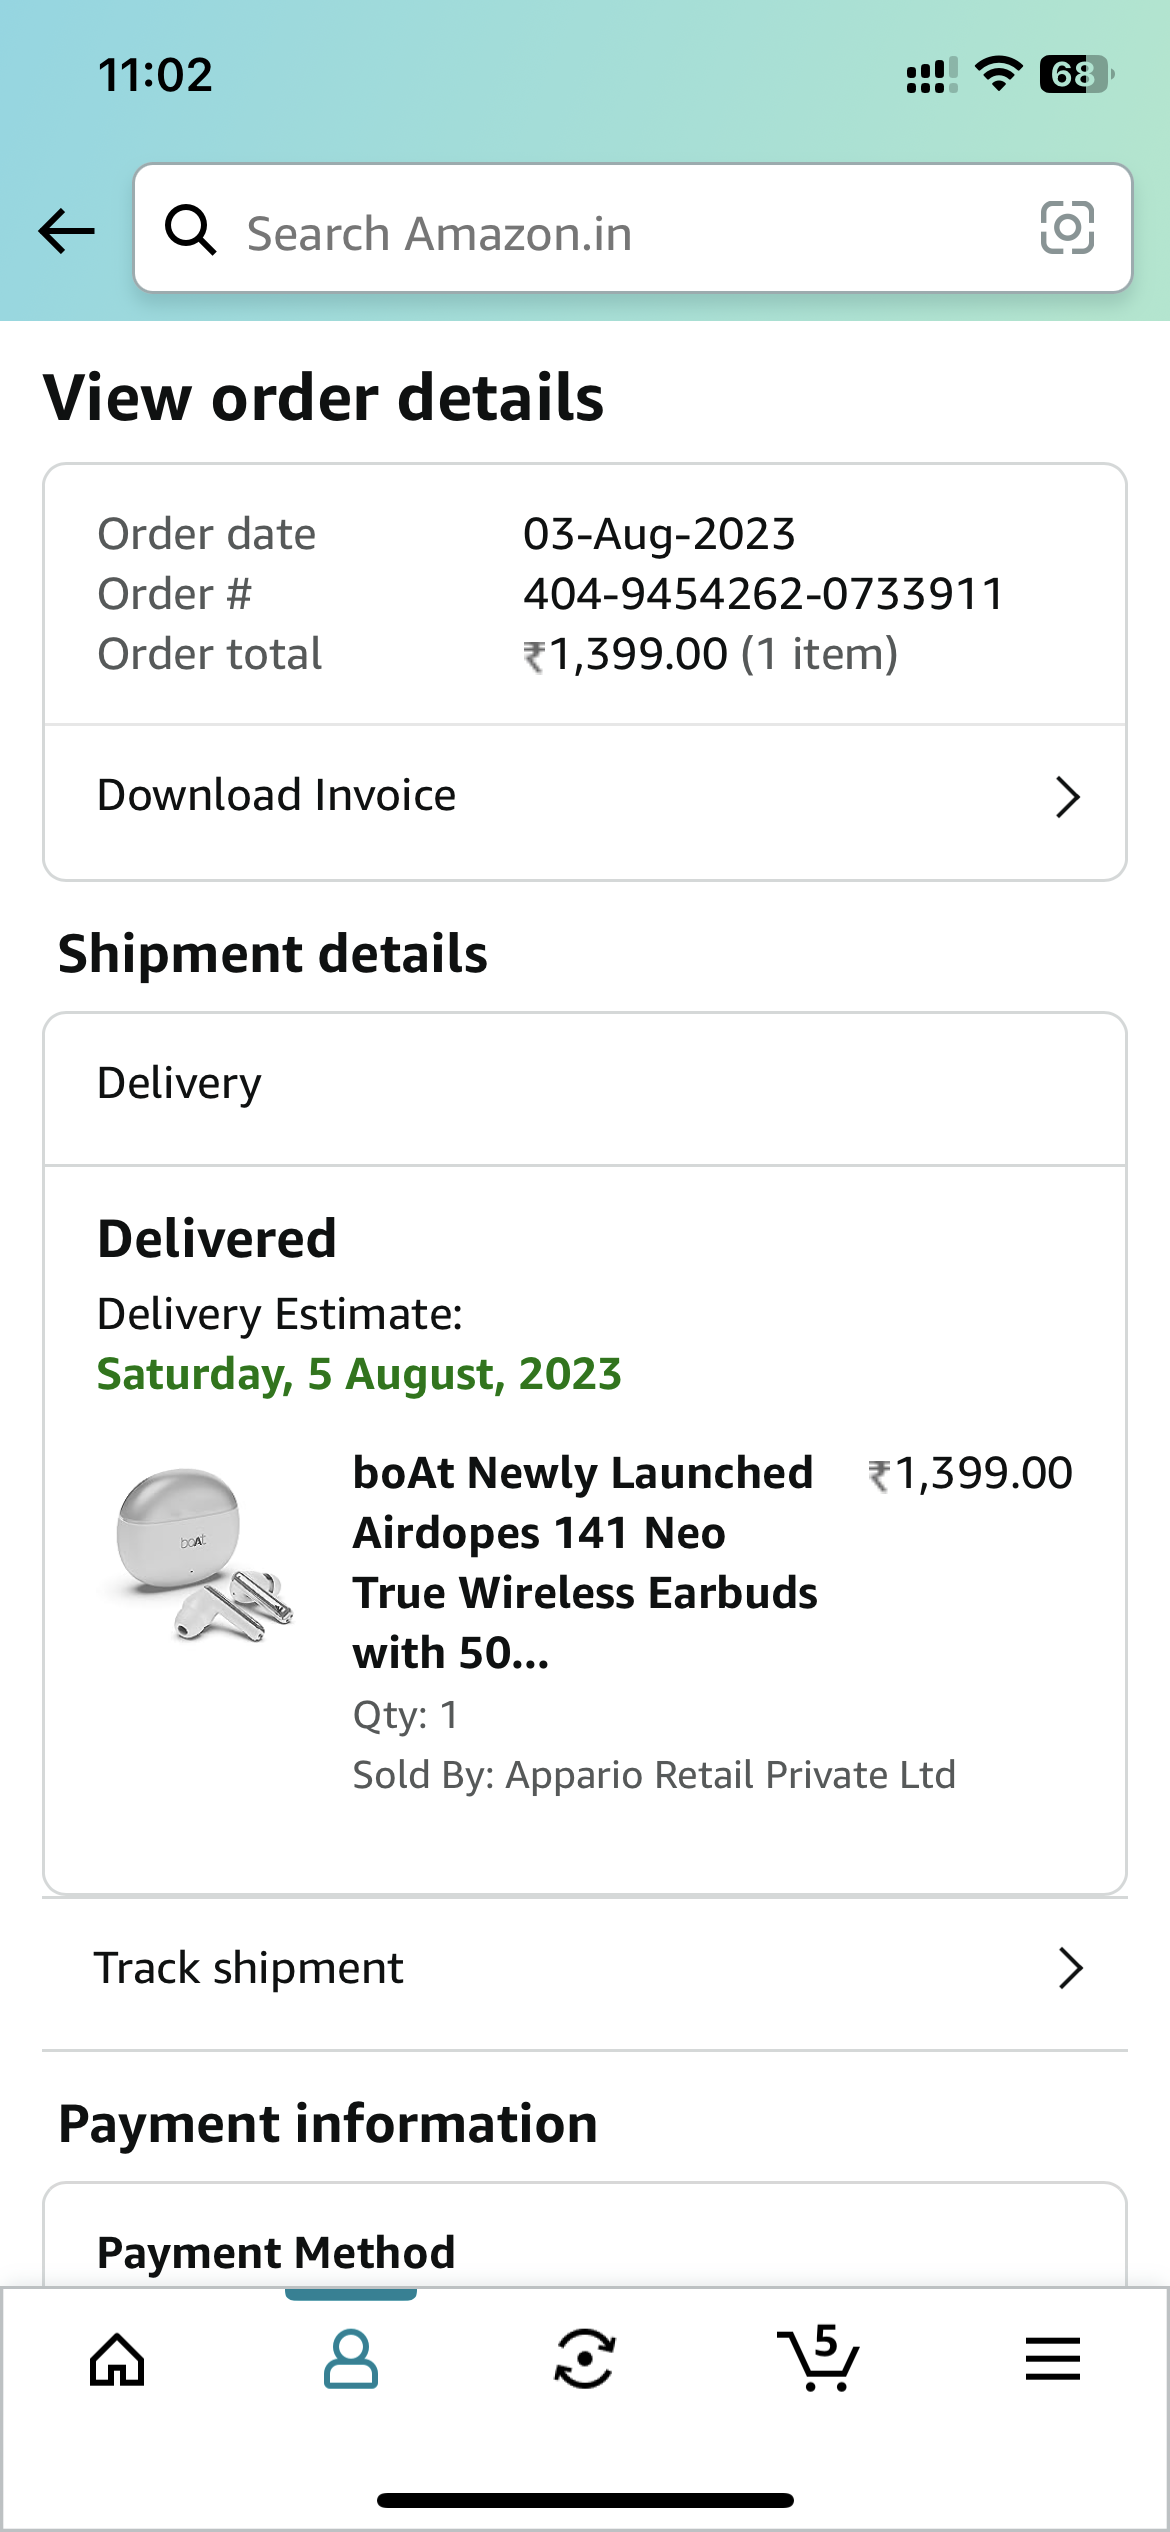 11:02
68
Search Amazon.in
View order details
Order date 03-Aug-2023
Order # 404-9454262-0733911
Order total ₹1,399.00 (1 item)
Download Invoice
Shipment details
Delivery
Delivered
Delivery Estimate:
Saturday, 5 August, 2023
boAt
boAt Newly Launched ₹1,399.00
Airdopes 141 Neo
True Wireless Earbuds
with 50...
Qty: 1
Sold By: Appario Retail Private Ltd
Track shipment
Payment information
Payment Method
5